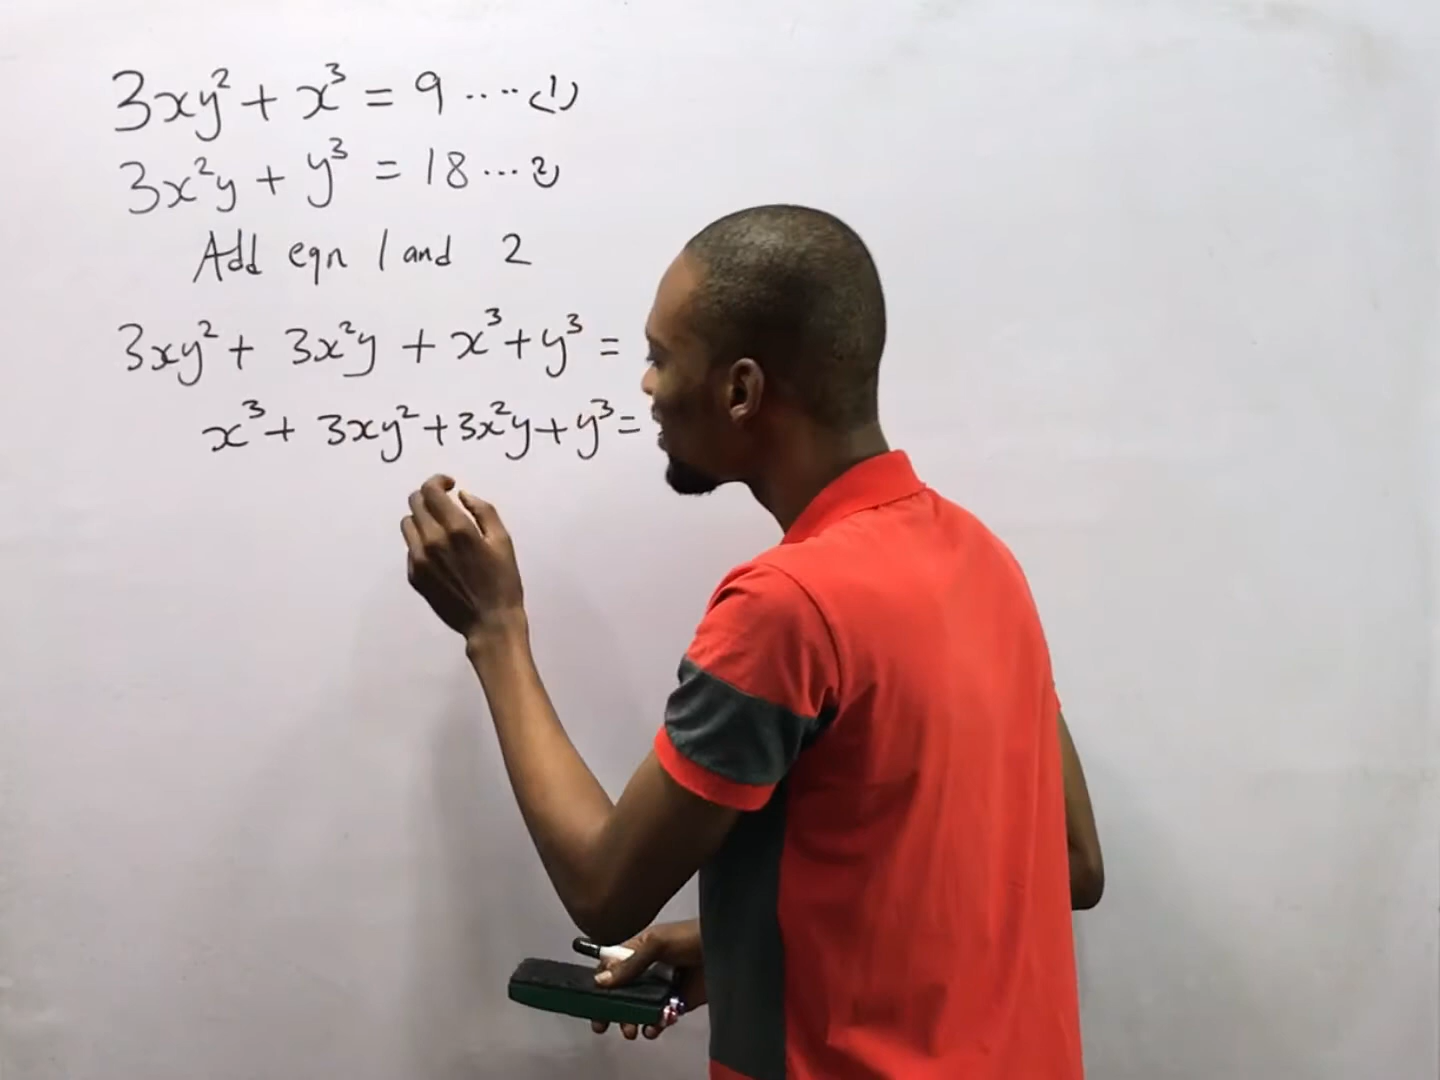 3xy² + x³ = 9 .... (1)
3x²y + y³ = 18 ... 2)
Add eqn 1 and 2
3xy² + 3x²y + x³ + y³ =
x³ + 3xy² + 3x²y + y³ =